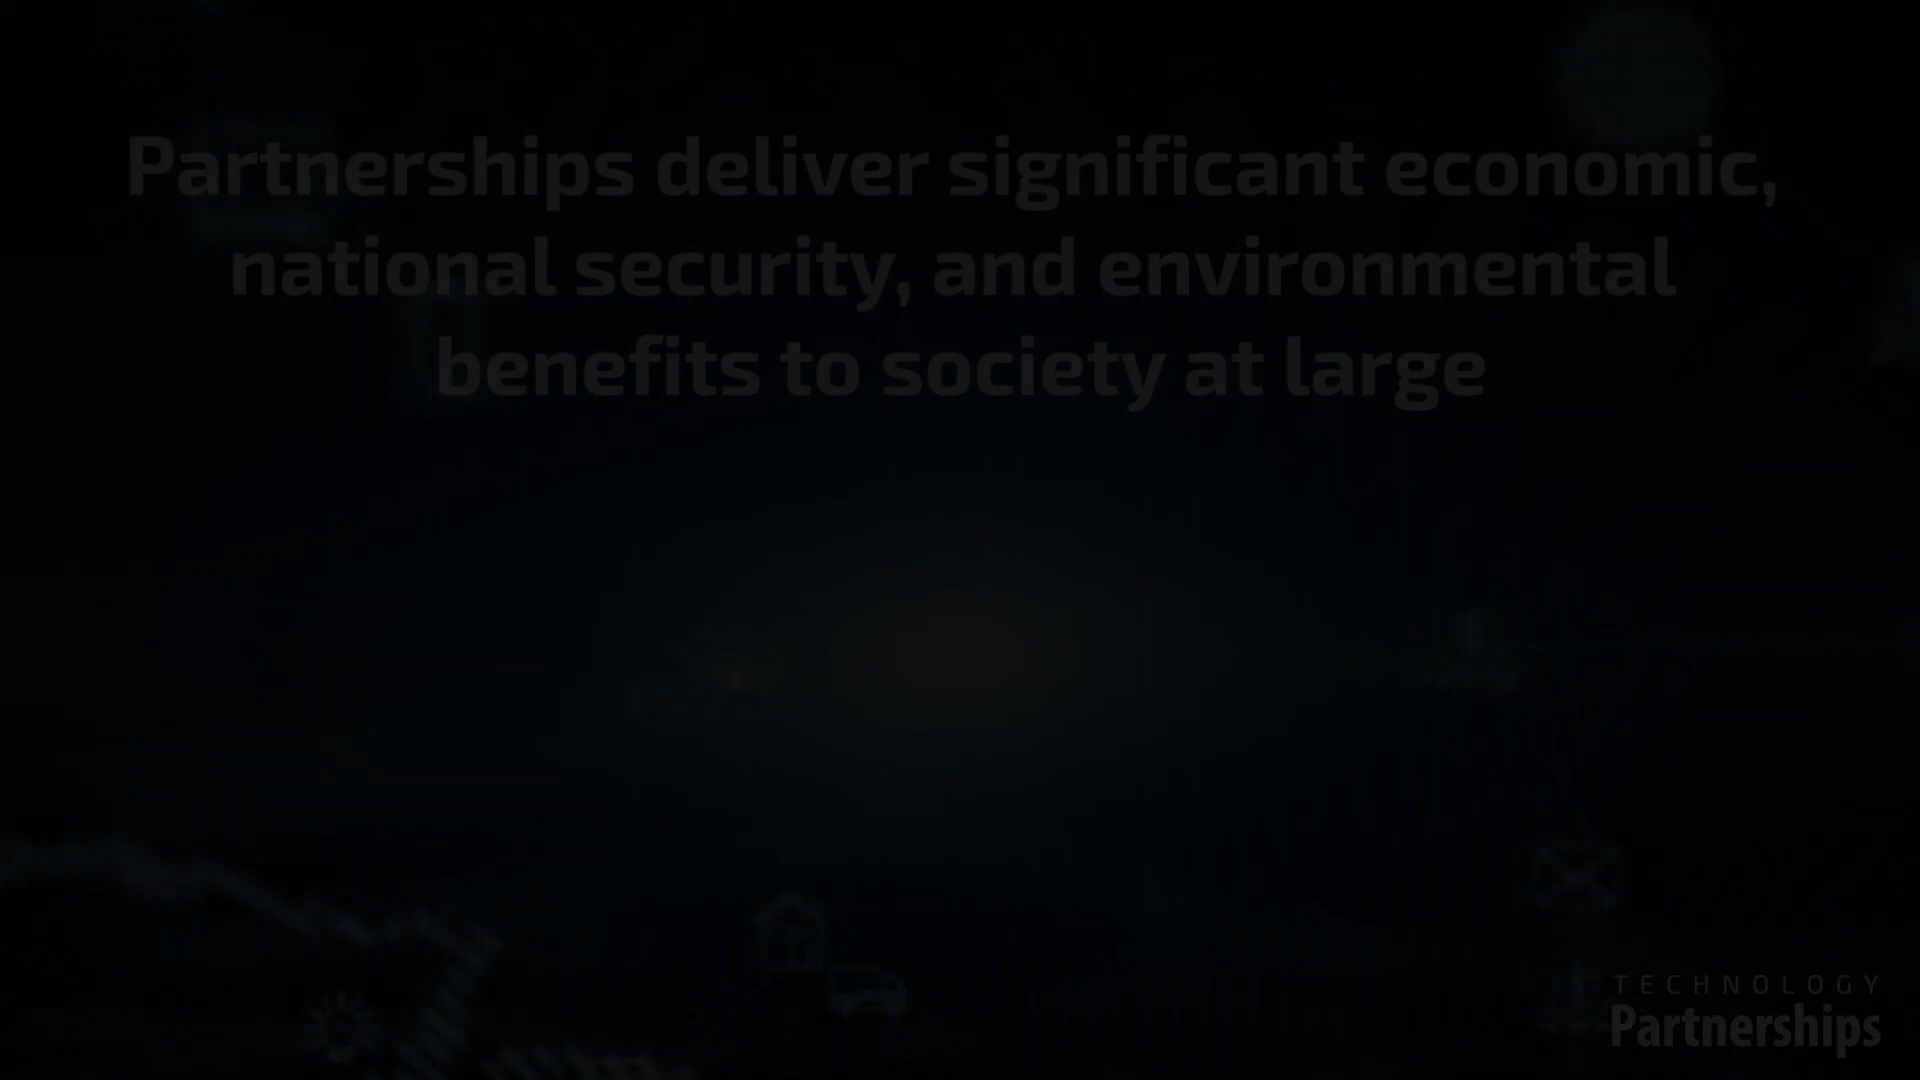 Partnerships deliver significant economic,
national security, and environmental
benefits to society at large
TECHNOLOGY
Partnerships